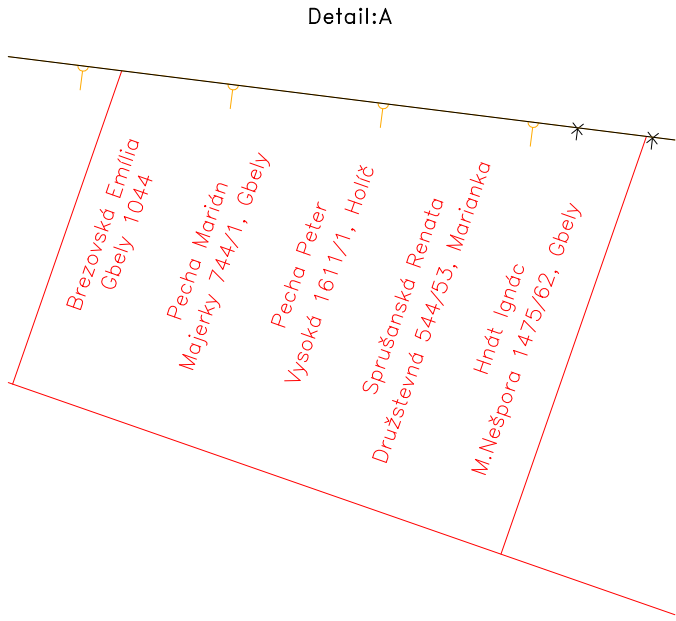 Detail:A
Brezovská Emília
Gbely 1044
Pecha Marián
Majerky 744/1, Gbely
Pecha Peter
Vysoká 1611/1, Holíč
Sprušanská Renata
Družstevná 544/53, Marianka
Hnát Ignác
M.Nešpora 1475/62, Gbely